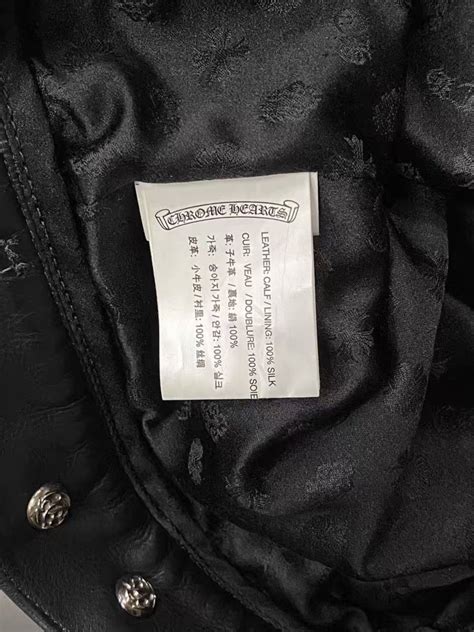 CHROME HEARTS
LEATHER: CALF / LINING: 100% SILK
CUIR: VEAU / DOUBLURE: 100% SOIE
革: 子牛革 / 裏地: 絹 100%
가죽: 송아지 가죽 / 안감: 100% 실크
皮革: 小牛皮 / 衬里: 100% 丝绸